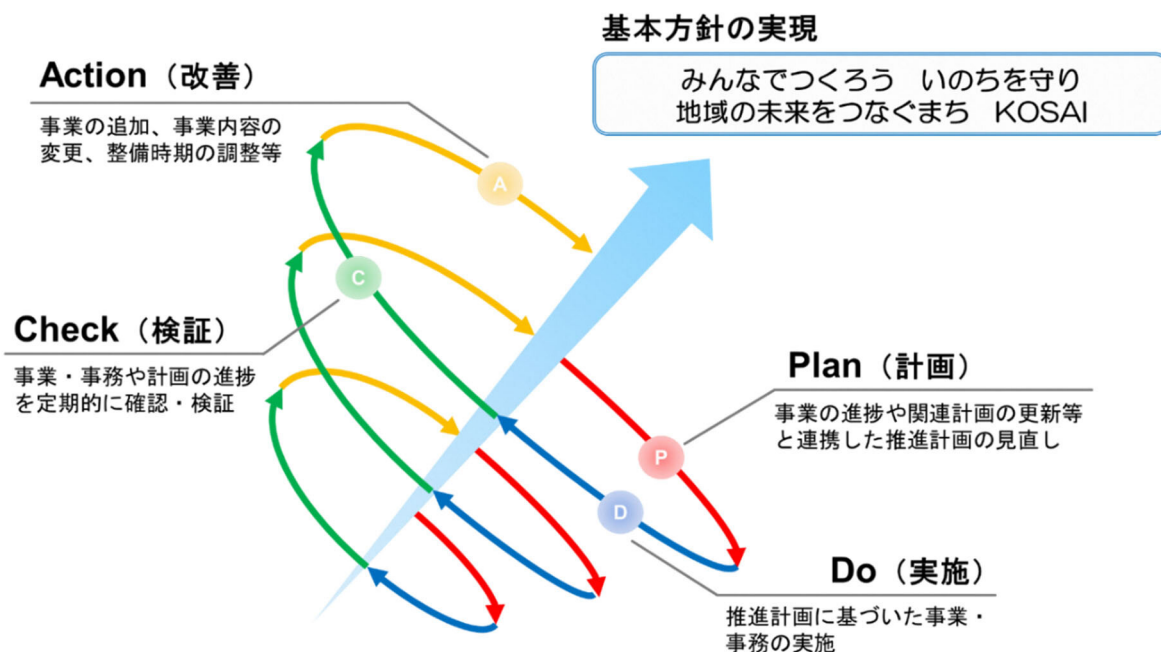 基本方針の実現
みんなでつくろう　いのちを守り
地域の未来をつなぐまち　KOSAI
Action（改善）
事業の追加、事業内容の
変更、整備時期の調整等
A
C
Check（検証）
事業・事務や計画の進捗
を定期的に確認・検証
Plan（計画）
事業の進捗や関連計画の更新等
と連携した推進計画の見直し
P
D
Do（実施）
推進計画に基づいた事業・
事務の実施